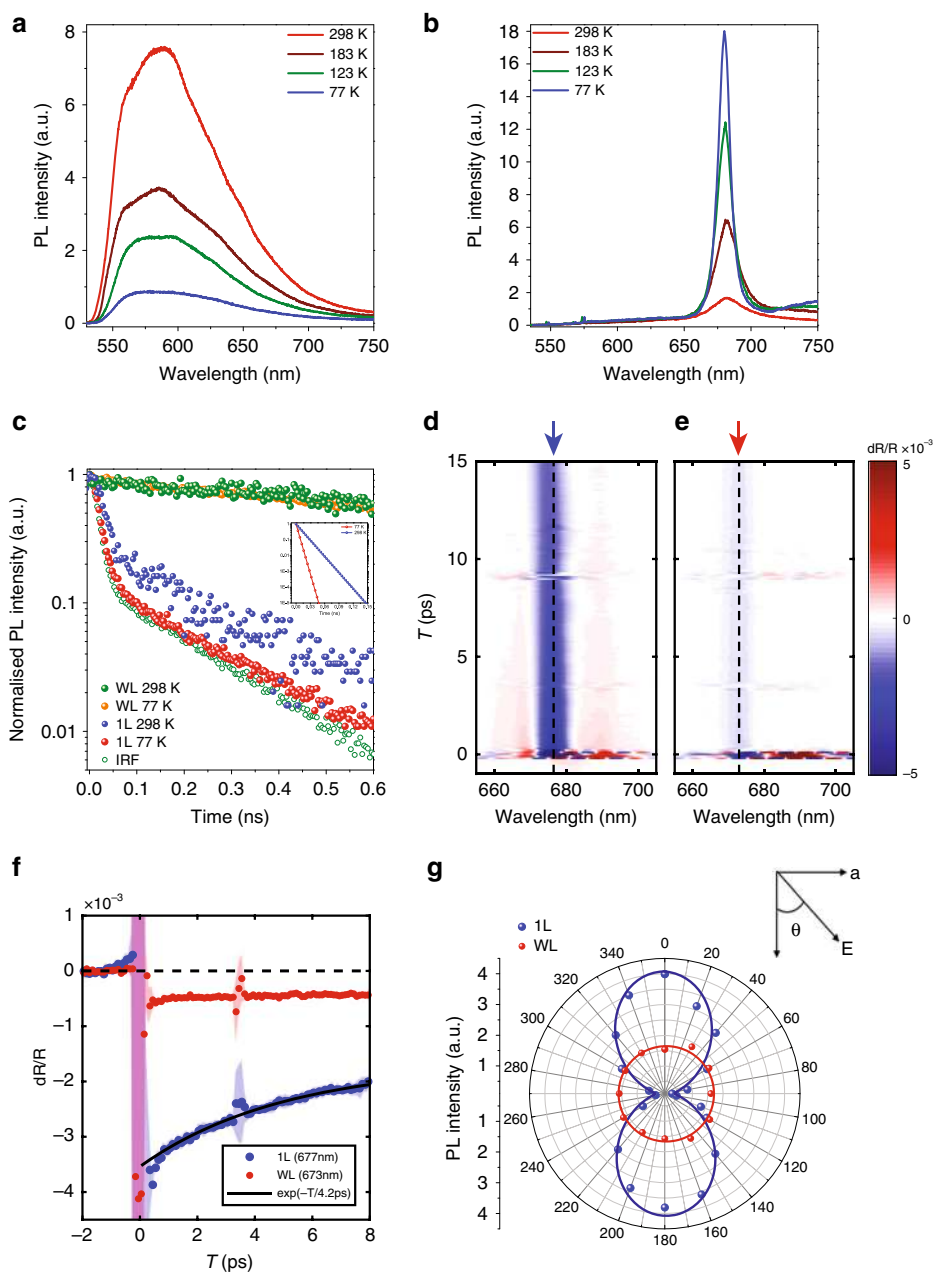 a
8
6
4
2
0
PL intensity (a.u.)
298 K
183 K
123 K
77 K
550 600 650 700 750
Wavelength (nm)
b
18
16
14
12
10
8
6
4
2
0
PL intensity (a.u.)
298 K
183 K
123 K
77 K
550 600 650 700 750
Wavelength (nm)
c
1
0.1
0.01
Normalised PL intensity (a.u.)
WL 298 K
WL 77 K
1L 298 K
1L 77 K
IRF
77 K
298 K
Time (ns)
0.0 0.1 0.2 0.3 0.4 0.5 0.6
Time (ns)
d
15
10
5
0
T (ps)
660 680 700
Wavelength (nm)
e
660 680 700
Wavelength (nm)
dR/R ×10⁻³
5
0
−5
f
×10⁻³
1
0
−1
−2
−3
−4
dR/R
1L (677nm)
WL (673nm)
exp(−T/4.2ps)
−2 0 2 4 6 8
T (ps)
g
a
θ
E
1L
WL
4
3
2
1
1
2
3
4
PL intensity (a.u.)
0
20
40
60
80
100
120
140
160
180
200
220
240
260
280
300
320
340